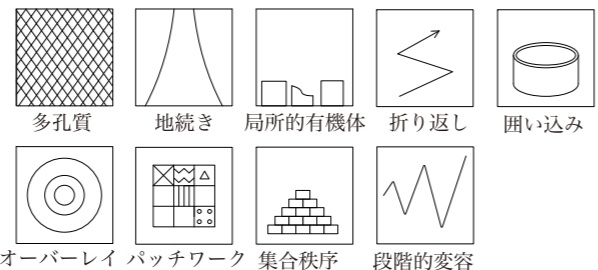 多孔質
地続き
局所的有機体
折り返し
囲い込み
オーバーレイ
パッチワーク
集合秩序
段階的変容